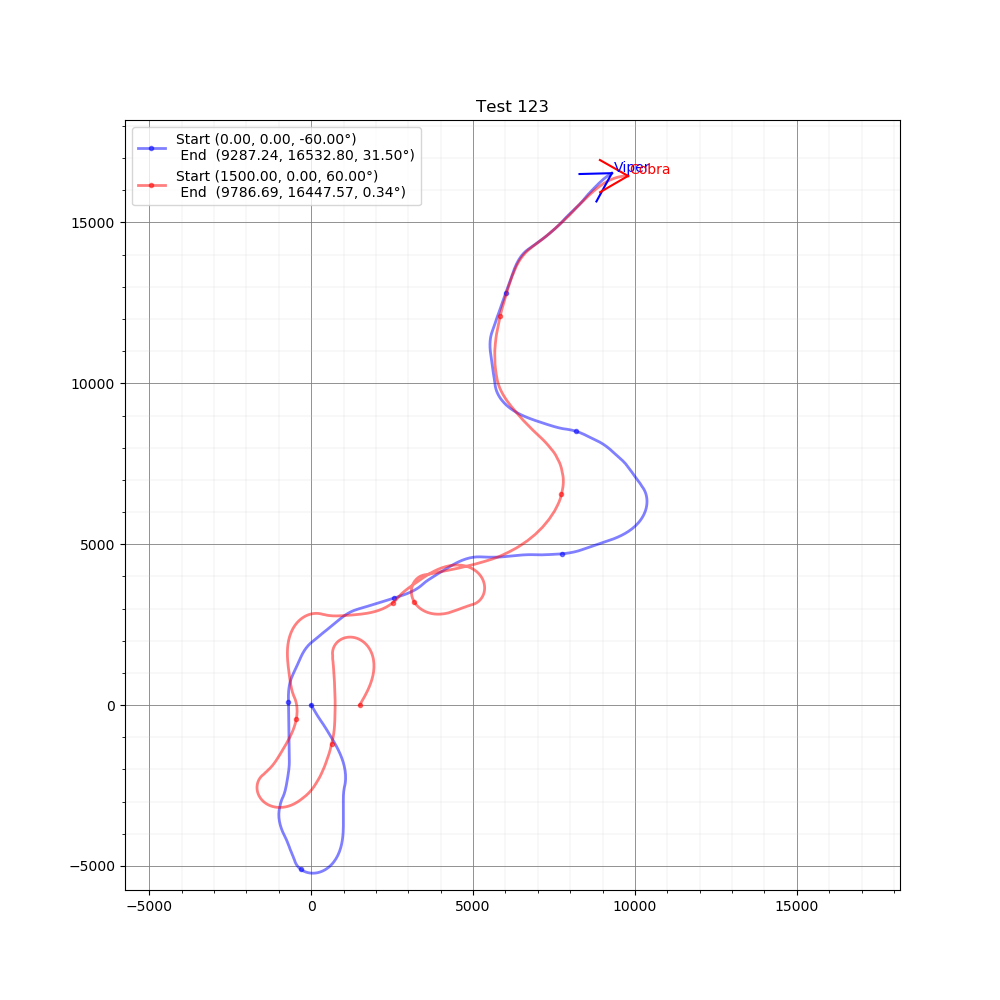 Test 123
Start (0.00, 0.00, -60.00°)
End (9287.24, 16532.80, 31.50°)
Start (1500.00, 0.00, 60.00°)
End (9786.69, 16447.57, 0.34°)
Viper
Cobra
15000
10000
5000
0
−5000
−5000
0
5000
10000
15000